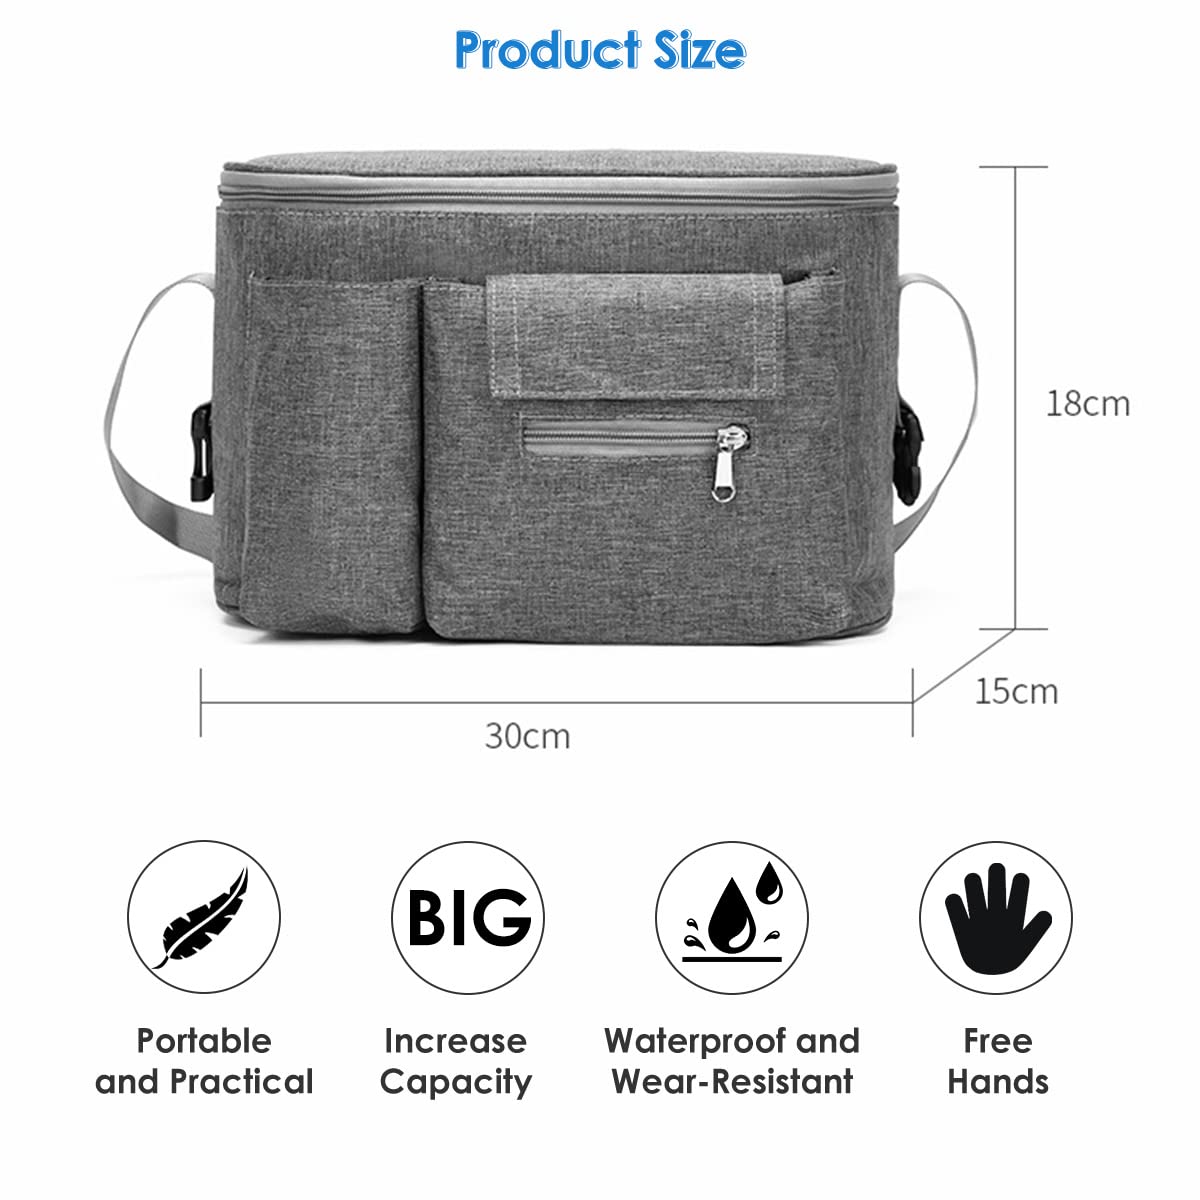 Product Size
18cm
15cm
30cm
BIG
Portable
and Practical
Increase
Capacity
Waterproof and
Wear-Resistant
Free
Hands